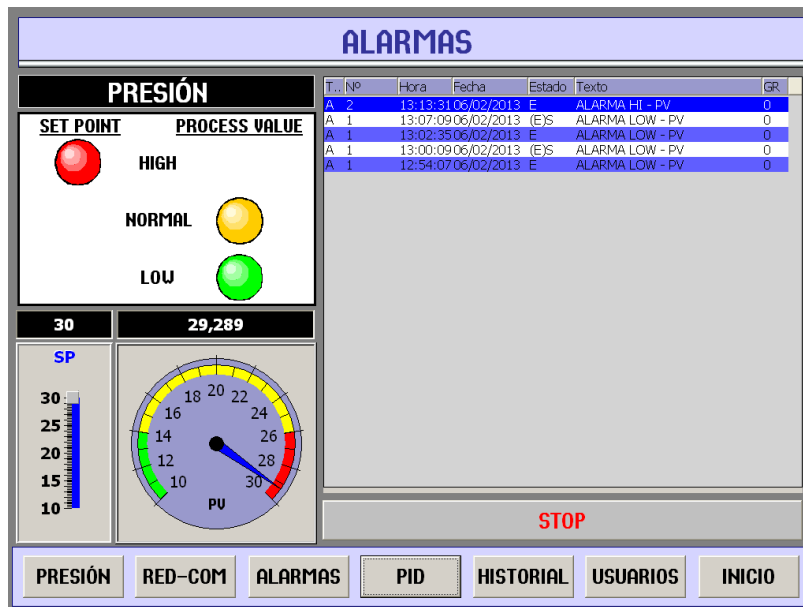 ALARMAS
PRESIÓN
SET POINT PROCESS VALUE
HIGH
NORMAL
LOW
30 29,289
SP
30
25
20
15
10
10 12 14 16 18 20 22 24 26 28 30
PV
T.. Nº Hora Fecha Estado Texto GR
A 2 13:13:31 06/02/2013 E ALARMA HI - PV 0
A 1 13:07:09 06/02/2013 (E)S ALARMA LOW - PV 0
A 1 13:02:35 06/02/2013 E ALARMA LOW - PV 0
A 1 13:00:09 06/02/2013 (E)S ALARMA LOW - PV 0
A 1 12:54:07 06/02/2013 E ALARMA LOW - PV 0
STOP
PRESIÓN RED-COM ALARMAS PID HISTORIAL USUARIOS INICIO